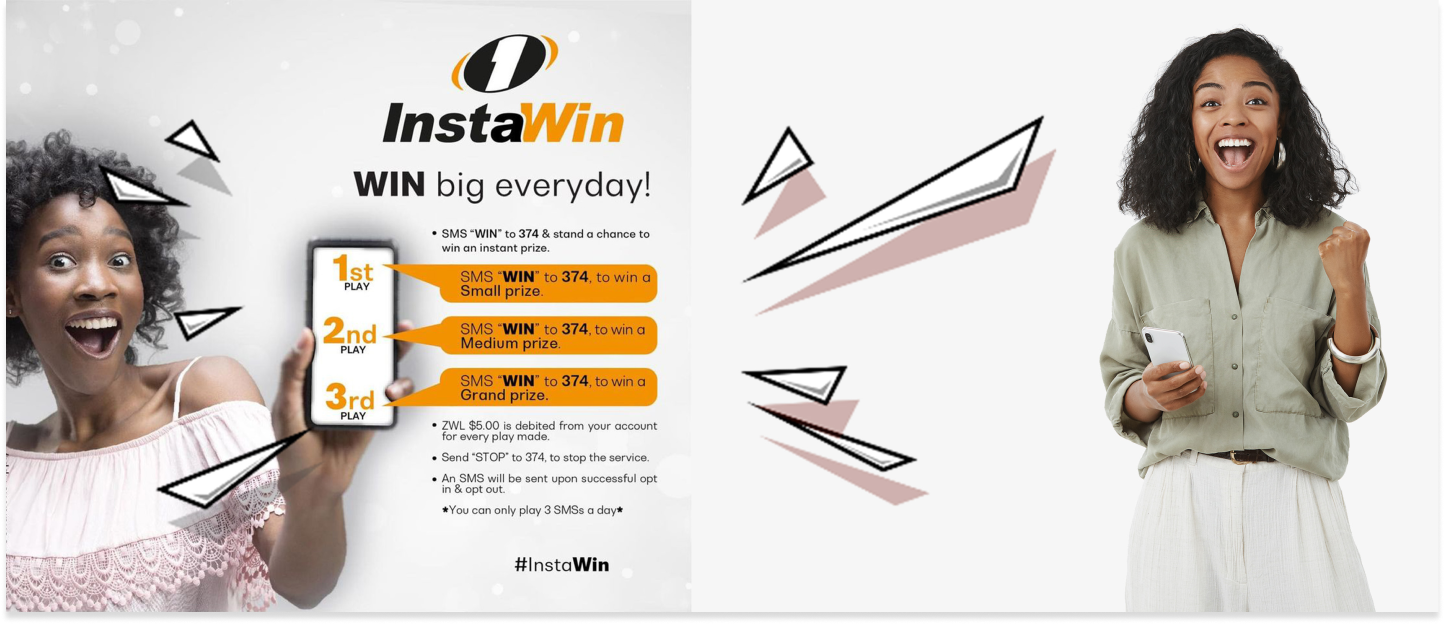 1
InstaWin
WIN big everyday!
• SMS “WIN” to 374 & stand a chance to
win an instant prize.
1st
PLAY
SMS “WIN” to 374, to win a
Small prize.
2nd
PLAY
SMS “WIN” to 374, to win a
Medium prize.
3rd
PLAY
SMS “WIN” to 374, to win a
Grand prize.
• ZWL $5.00 is debited from your account
for every play made.
• Send “STOP” to 374, to stop the service.
• An SMS will be sent upon successful opt
in & opt out.
*You can only play 3 SMSs a day*
#InstaWin